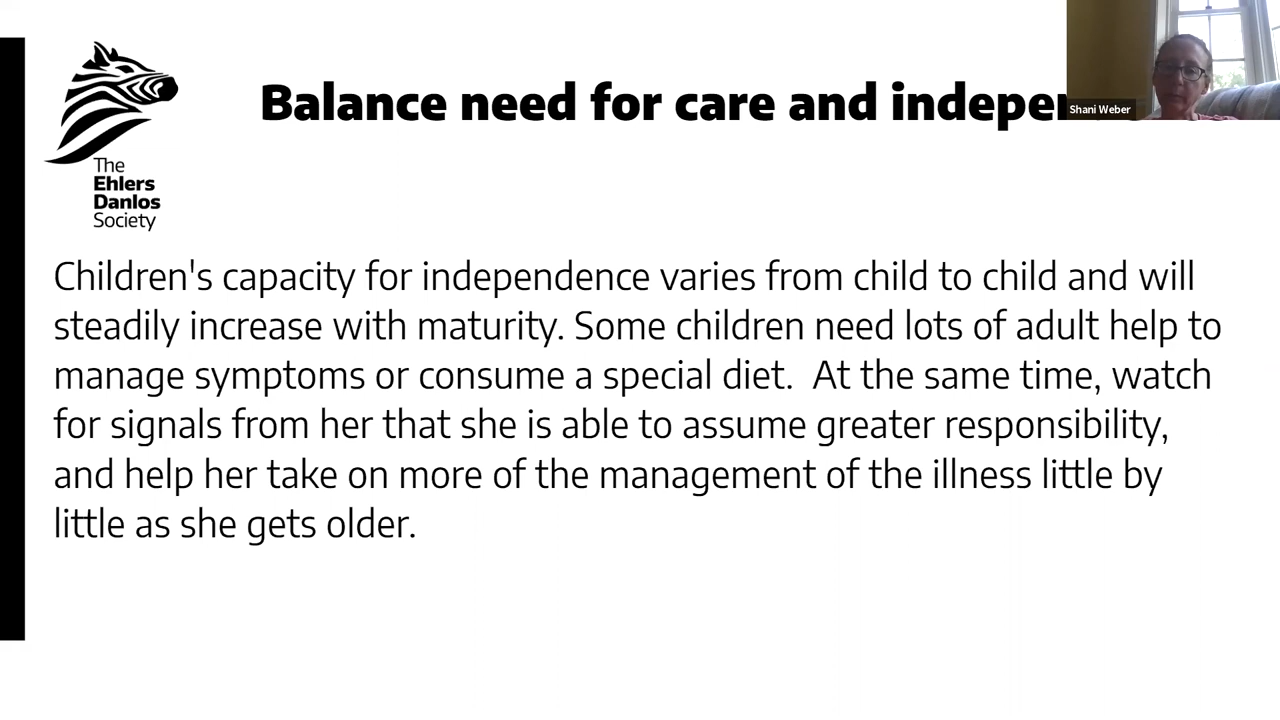 The
Ehlers
Danlos
Society
Balance need for care and indepe
Shani Weber
Children's capacity for independence varies from child to child and will
steadily increase with maturity. Some children need lots of adult help to
manage symptoms or consume a special diet.  At the same time, watch
for signals from her that she is able to assume greater responsibility,
and help her take on more of the management of the illness little by
little as she gets older.